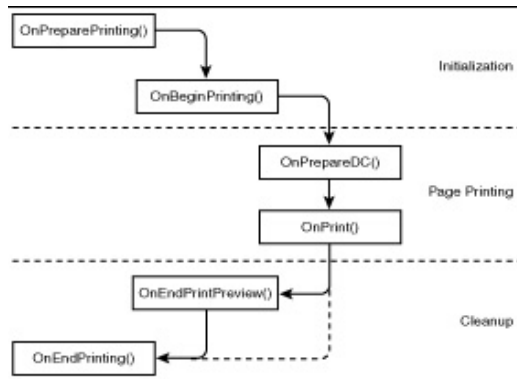 OnPreparePrinting()
Initialization
OnBeginPrinting()
OnPrepareDC()
Page Printing
OnPrint()
OnEndPrintPreview()
Cleanup
OnEndPrinting()